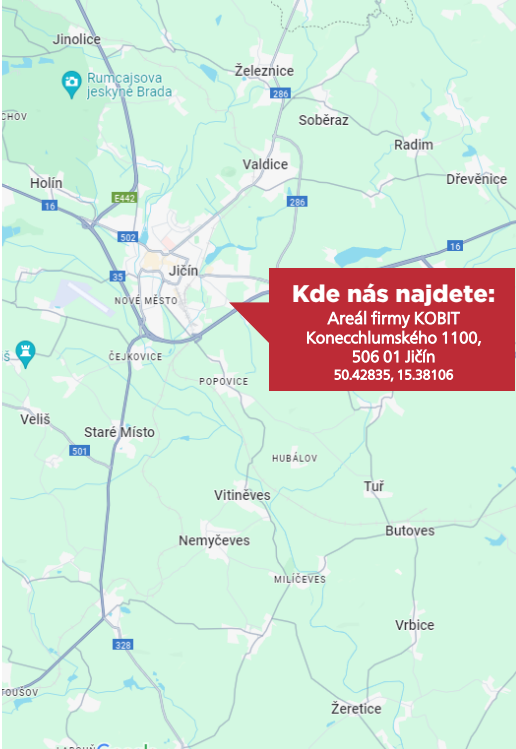 Jinolice
Železnice
Rumcajsova
jeskyně Brada
286
CHOV
Soběraz
Radim
Valdice
Dřevěnice
Holín
E442
16
286
502
16
Jičín
35
NOVÉ MĚSTO
Kde nás najdete:
Areál firmy KOBIT
Konecchlumského 1100,
506 01 Jičín
50.42835, 15.38106
Š
ČEJKOVICE
POPOVICE
Veliš
Staré Místo
501
HUBÁLOV
Tuř
Vitiněves
Butoves
Nemyčeves
MILÍČEVES
Vrbice
328
TOUSOV
Žeretice